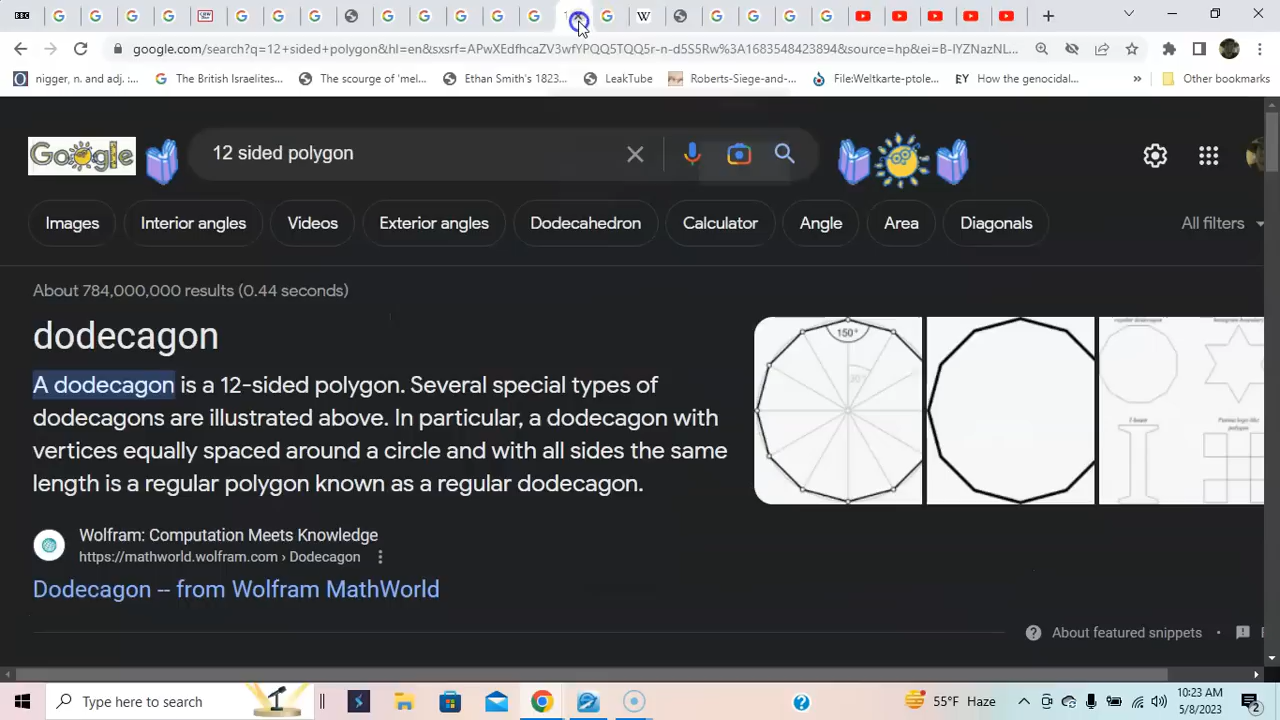 BBC
google.com/search?q=12+sided+polygon&hl=en&sxsrf=APwXEdfhcaZV3wfYPQQ5TQQ5r-n-d5S5Rw%3A1683548423894&source=hp&ei=B-IYZNazNL...
nigger, n. and adj. :... The British Israelites... The scourge of 'mel... Ethan Smith's 1823... LeakTube Roberts-Siege-and-... File:Weltkarte-ptole... EY How the genocidal... » Other bookmarks
Google 12 sided polygon
Images Interior angles Videos Exterior angles Dodecahedron Calculator Angle Area Diagonals All filters
About 784,000,000 results (0.44 seconds)
dodecagon
A dodecagon is a 12-sided polygon. Several special types of
dodecagons are illustrated above. In particular, a dodecagon with
vertices equally spaced around a circle and with all sides the same
length is a regular polygon known as a regular dodecagon.
150°
Wolfram: Computation Meets Knowledge
https://mathworld.wolfram.com › Dodecagon
Dodecagon -- from Wolfram MathWorld
About featured snippets •
Type here to search
55°F Haze
10:23 AM
5/8/2023
2